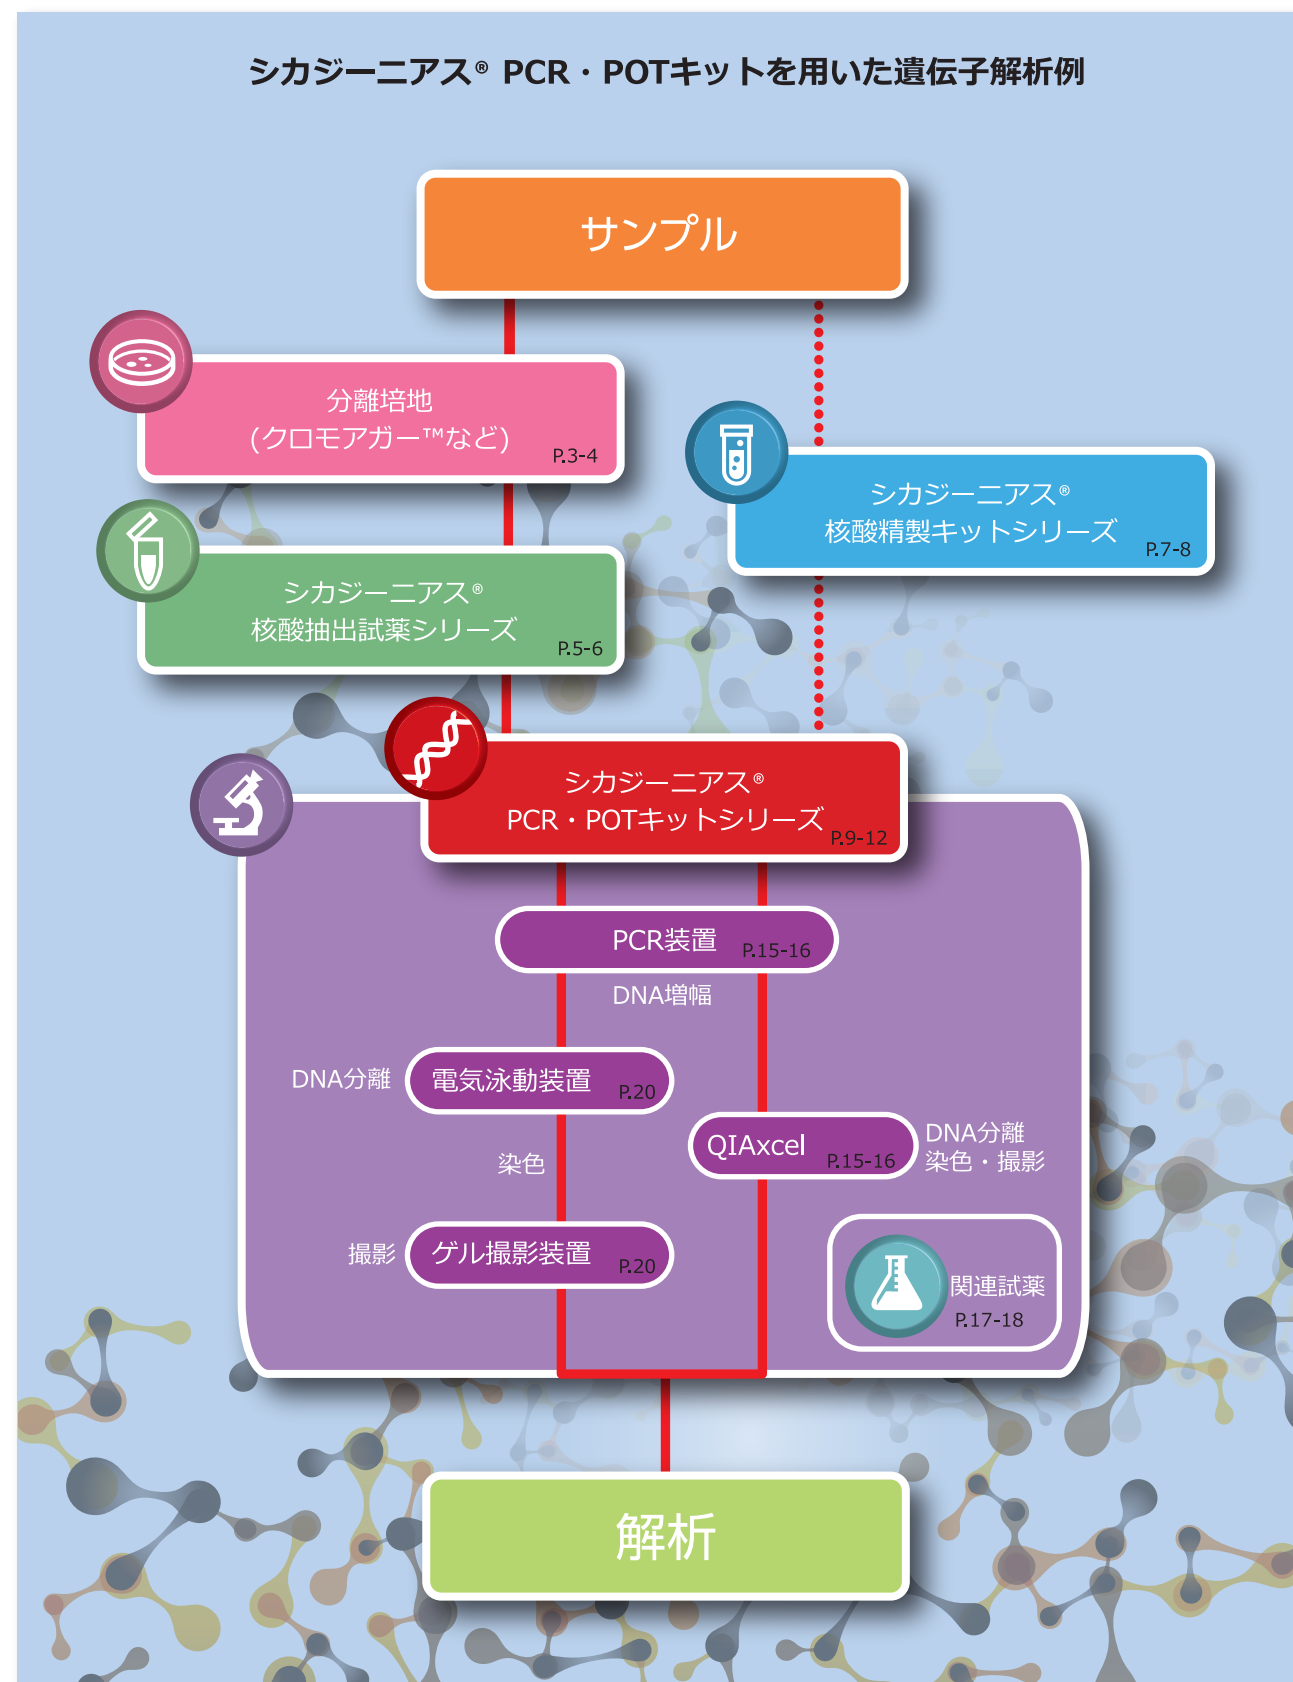 シカジーニアス® PCR・POTキットを用いた遺伝子解析例
サンプル
分離培地
(クロモアガー™など)
P.3-4
シカジーニアス®
核酸精製キットシリーズ
P.7-8
シカジーニアス®
核酸抽出試薬シリーズ
P.5-6
シカジーニアス®
PCR・POTキットシリーズ
P.9-12
PCR装置
P.15-16
DNA増幅
DNA分離
電気泳動装置
P.20
QIAxcel
P.15-16
DNA分離
染色・撮影
染色
撮影
ゲル撮影装置
P.20
関連試薬
P.17-18
解析